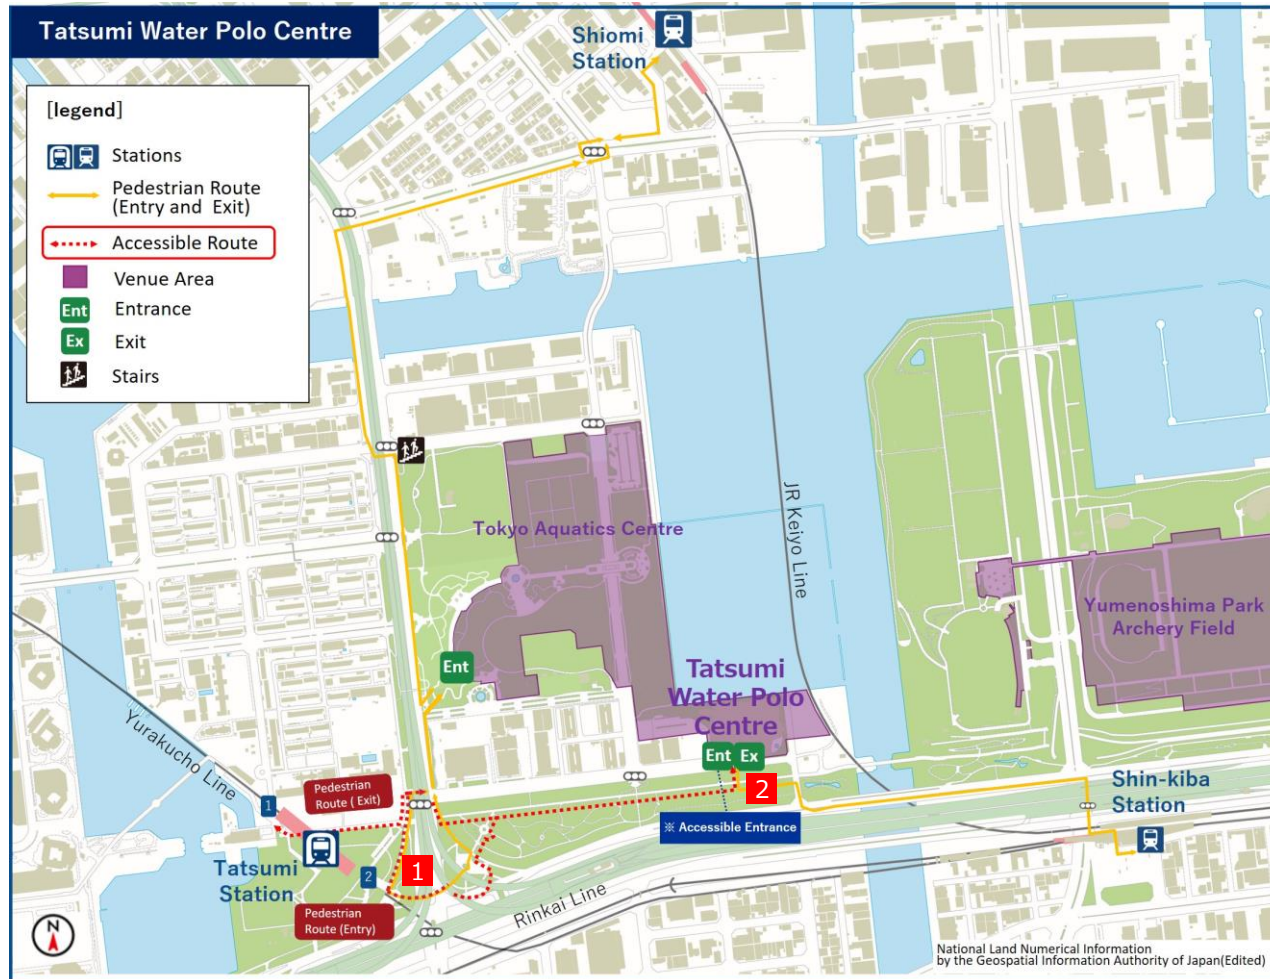 Tatsumi Water Polo Centre
Shiomi
Station
[legend]
Stations
Pedestrian Route
(Entry and Exit)
Accessible Route
Venue Area
Ent
Entrance
Ex
Exit
Stairs
Tokyo Aquatics Centre
JR Keiyo Line
Yumenoshima Park
Archery Field
Ent
Tatsumi
Water Polo
Centre
Yurakucho Line
Ent
Ex
Pedestrian
Route ( Exit)
1
2
Shin-kiba
Station
※ Accessible Entrance
Tatsumi
Station
2
1
Pedestrian
Route (Entry)
Rinkai Line
N
National Land Numerical Information
by the Geospatial Information Authority of Japan(Edited)